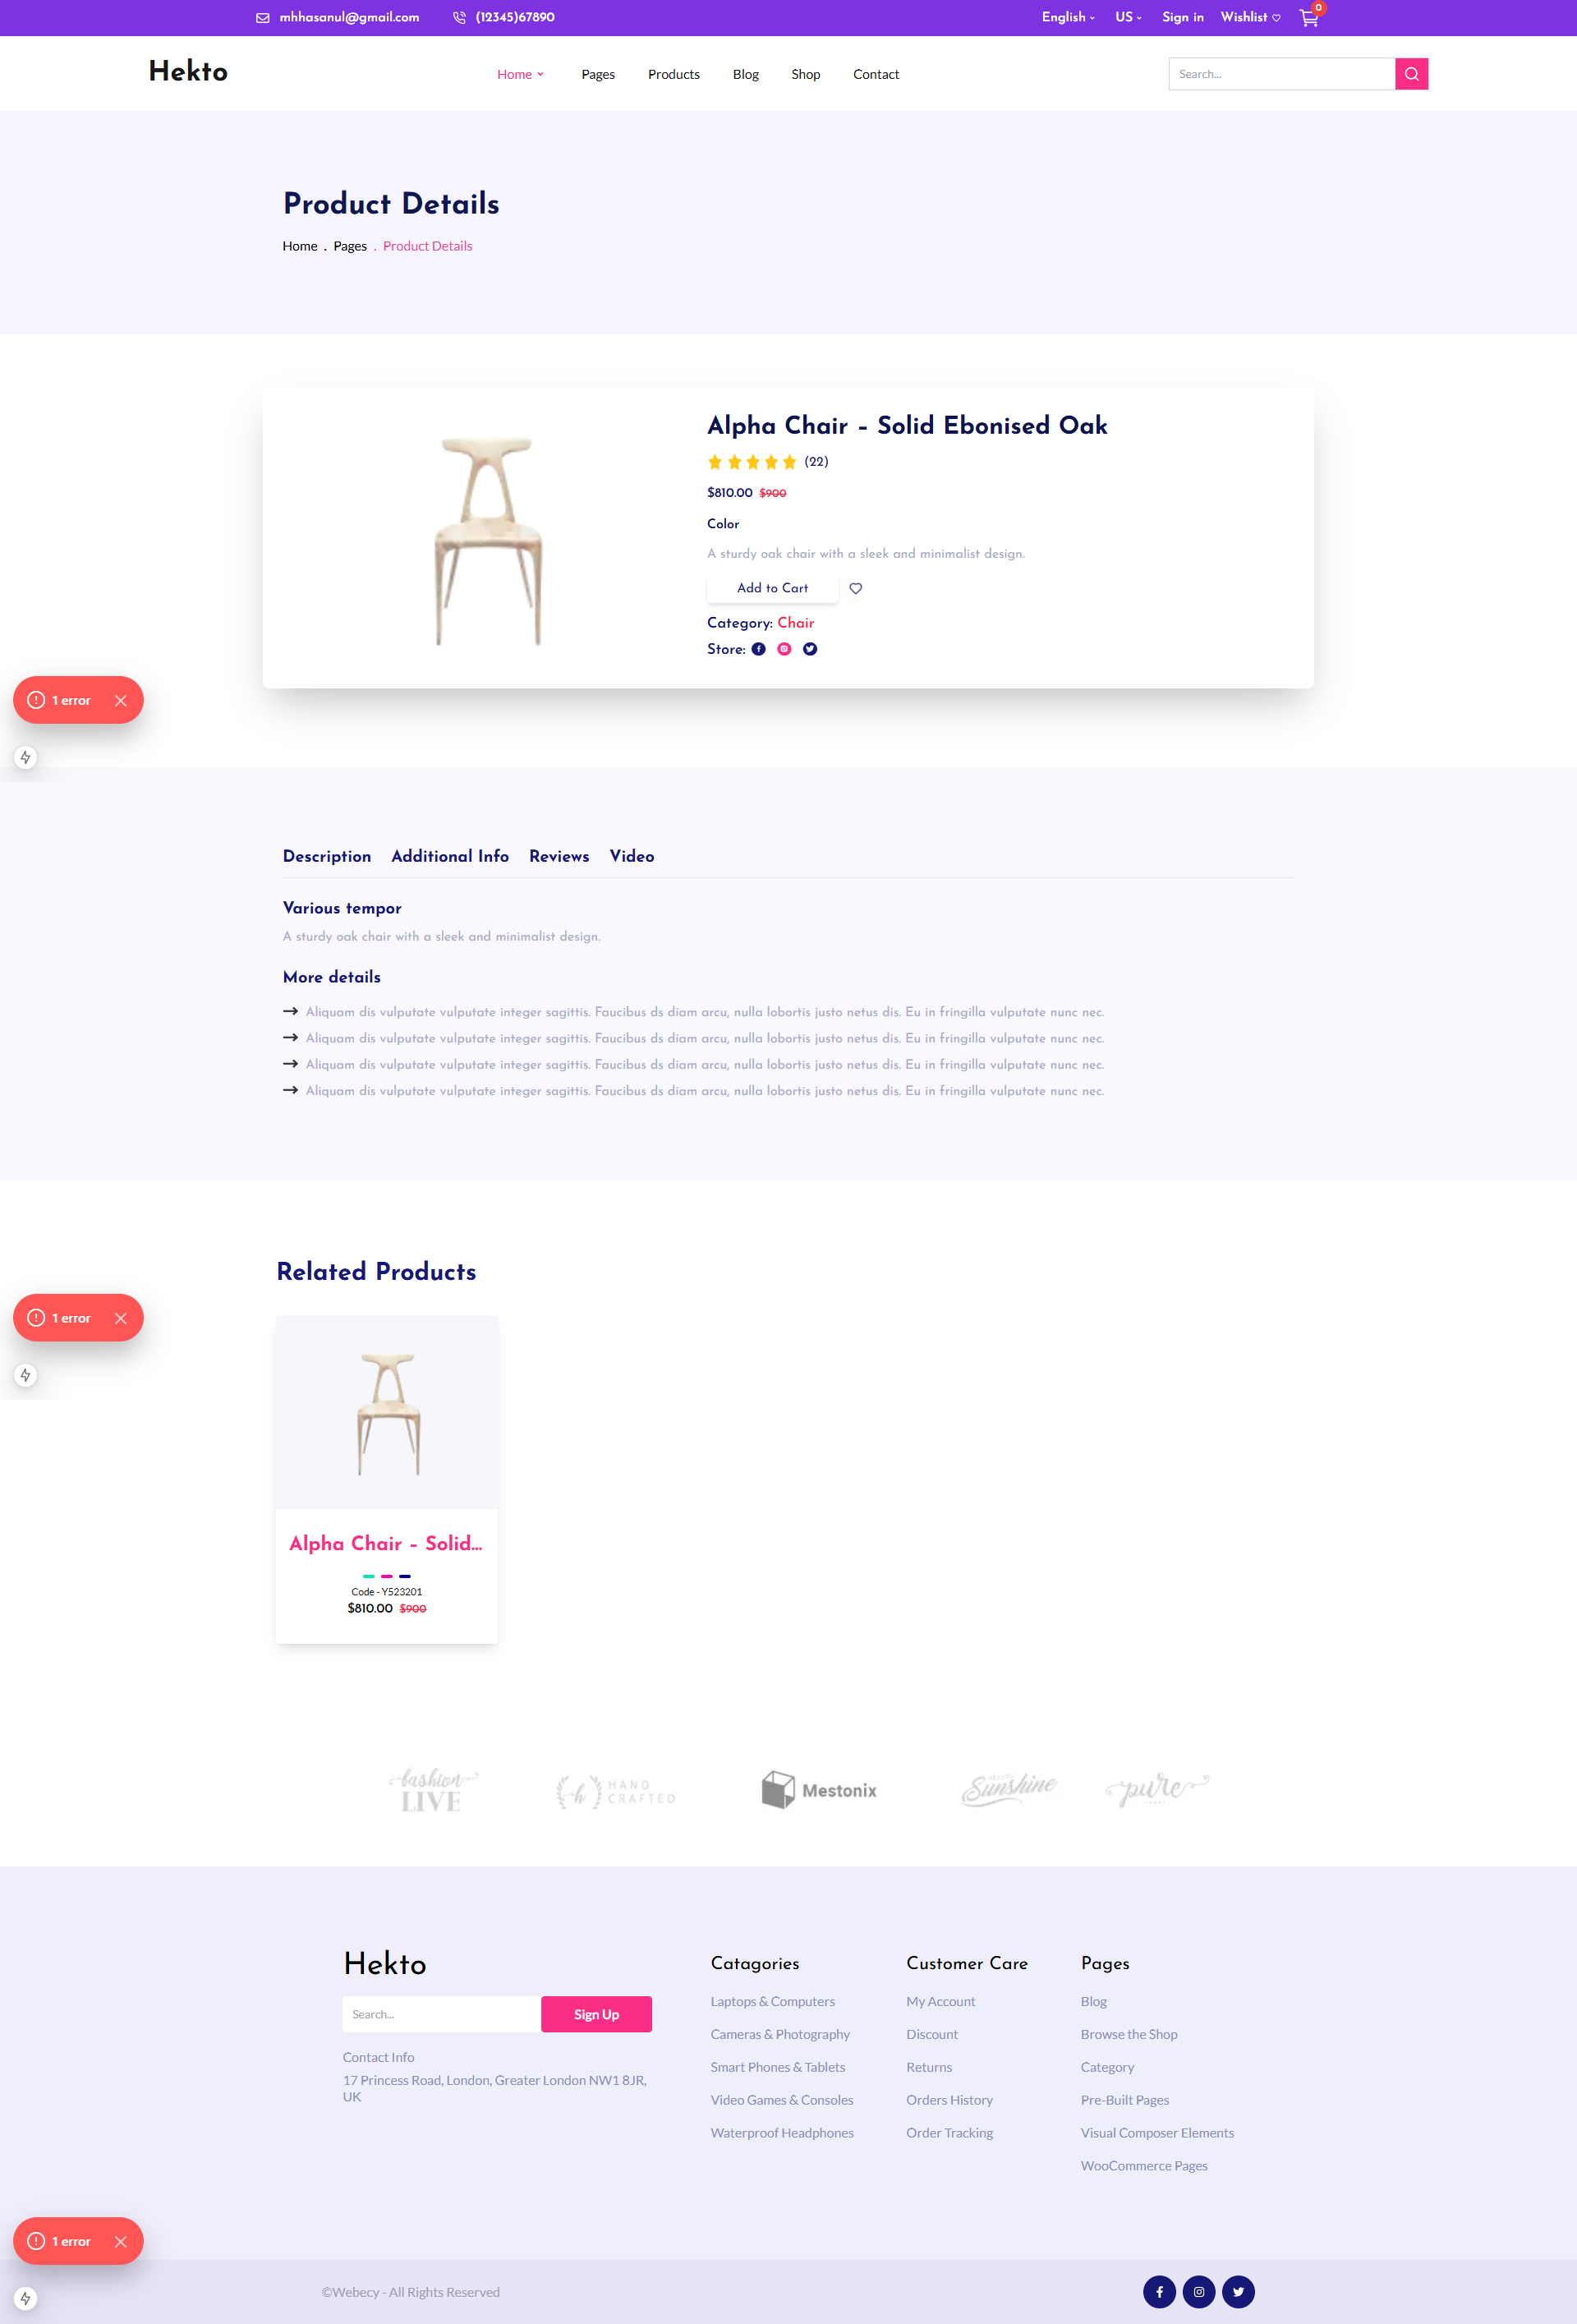 mhhasanul@gmail.com (12345)67890 English US Sign in Wishlist 0
Hekto Home Pages Products Blog Shop Contact Search...
Product Details
Home . Pages . Product Details
Alpha Chair – Solid Ebonised Oak
(22)
$810.00 $900
Color
A sturdy oak chair with a sleek and minimalist design.
Add to Cart
Category: Chair
Store:
1 error
Description Additional Info Reviews Video
Various tempor
A sturdy oak chair with a sleek and minimalist design.
More details
Aliquam dis vulputate vulputate integer sagittis. Faucibus ds diam arcu, nulla lobortis justo netus dis. Eu in fringilla vulputate nunc nec.
Aliquam dis vulputate vulputate integer sagittis. Faucibus ds diam arcu, nulla lobortis justo netus dis. Eu in fringilla vulputate nunc nec.
Aliquam dis vulputate vulputate integer sagittis. Faucibus ds diam arcu, nulla lobortis justo netus dis. Eu in fringilla vulputate nunc nec.
Aliquam dis vulputate vulputate integer sagittis. Faucibus ds diam arcu, nulla lobortis justo netus dis. Eu in fringilla vulputate nunc nec.
Related Products
1 error
Alpha Chair – Solid...
Code - Y523201
$810.00 $900
fashion
LIVE
h HAND
CRAFTED
Mestonix
Sunshine
pure
Hekto
Search... Sign Up
Contact Info
17 Princess Road, London, Greater London NW1 8JR,
UK
Catagories
Laptops & Computers
Cameras & Photography
Smart Phones & Tablets
Video Games & Consoles
Waterproof Headphones
Customer Care
My Account
Discount
Returns
Orders History
Order Tracking
Pages
Blog
Browse the Shop
Category
Pre-Built Pages
Visual Composer Elements
WooCommerce Pages
1 error
©Webecy - All Rights Reserved